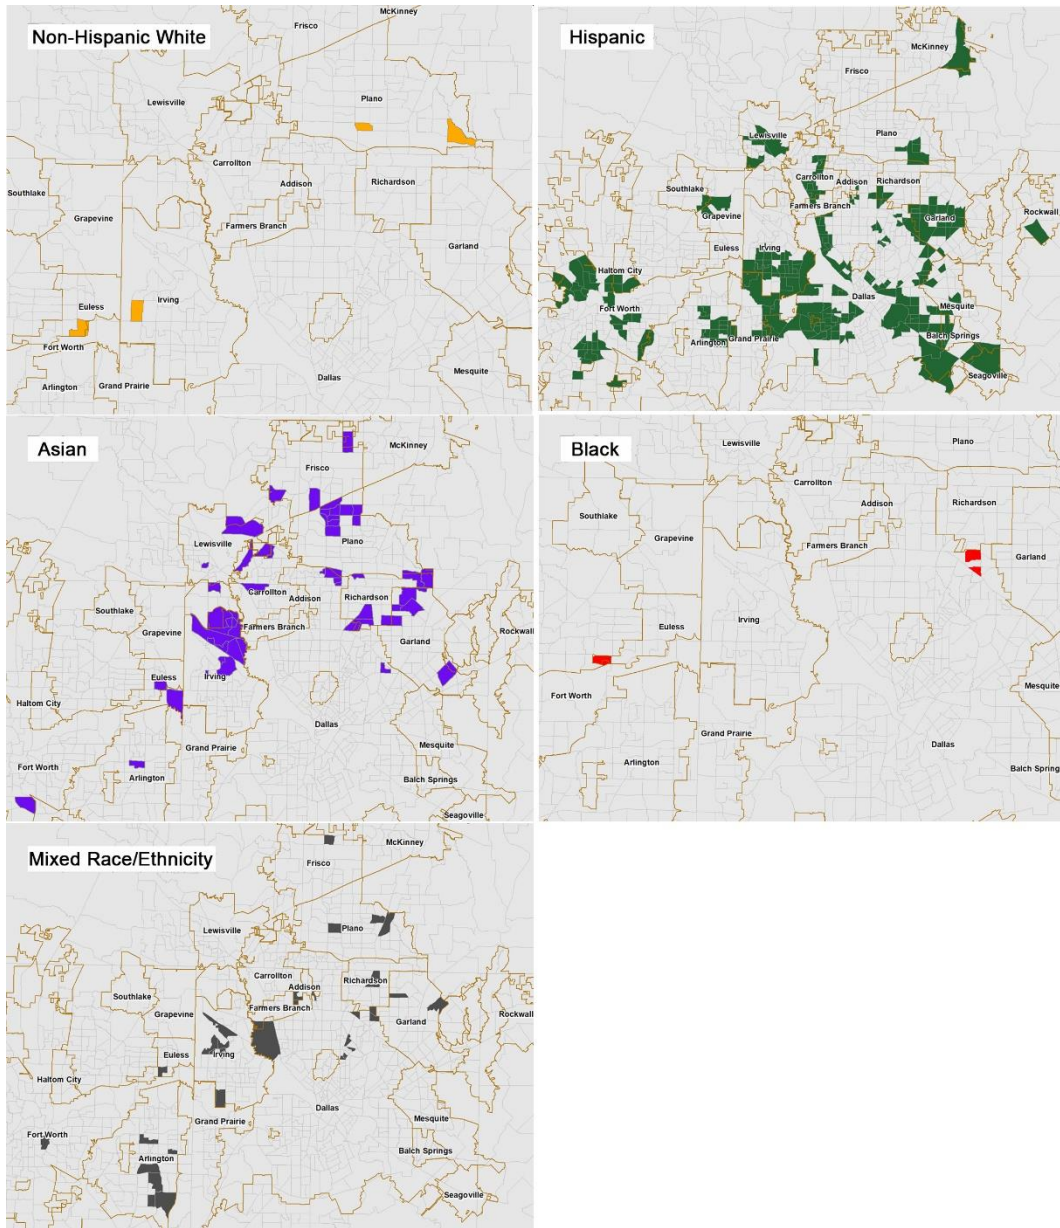 Non-Hispanic White
McKinney
Frisco
Lewisville
Plano
Carrollton
Addison
Richardson
Southlake
Grapevine
Farmers Branch
Garland
Euless
Irving
Fort Worth
Arlington
Grand Prairie
Dallas
Mesquite
Hispanic
McKinney
Frisco
Lewisville
Plano
Carrollton
Addison
Richardson
Southlake
Grapevine
Farmers Branch
Garland
Rockwall
Euless
Irving
Haltom City
Fort Worth
Dallas
Mesquite
Arlington
Grand Prairie
Balch Springs
Seagoville
Asian
McKinney
Frisco
Lewisville
Plano
Carrollton
Addison
Richardson
Southlake
Grapevine
Farmers Branch
Garland
Rockwall
Euless
Irving
Haltom City
Dallas
Grand Prairie
Mesquite
Fort Worth
Arlington
Balch Springs
Seagoville
Black
Lewisville
Plano
Carrollton
Addison
Richardson
Southlake
Grapevine
Farmers Branch
Garland
Euless
Irving
Fort Worth
Mesquite
Grand Prairie
Dallas
Arlington
Balch Springs
Mixed Race/Ethnicity
McKinney
Frisco
Lewisville
Plano
Carrollton
Addison
Richardson
Southlake
Grapevine
Farmers Branch
Garland
Rockwall
Euless
Irving
Haltom City
Dallas
Grand Prairie
Mesquite
Fort Worth
Arlington
Balch Springs
Seagoville